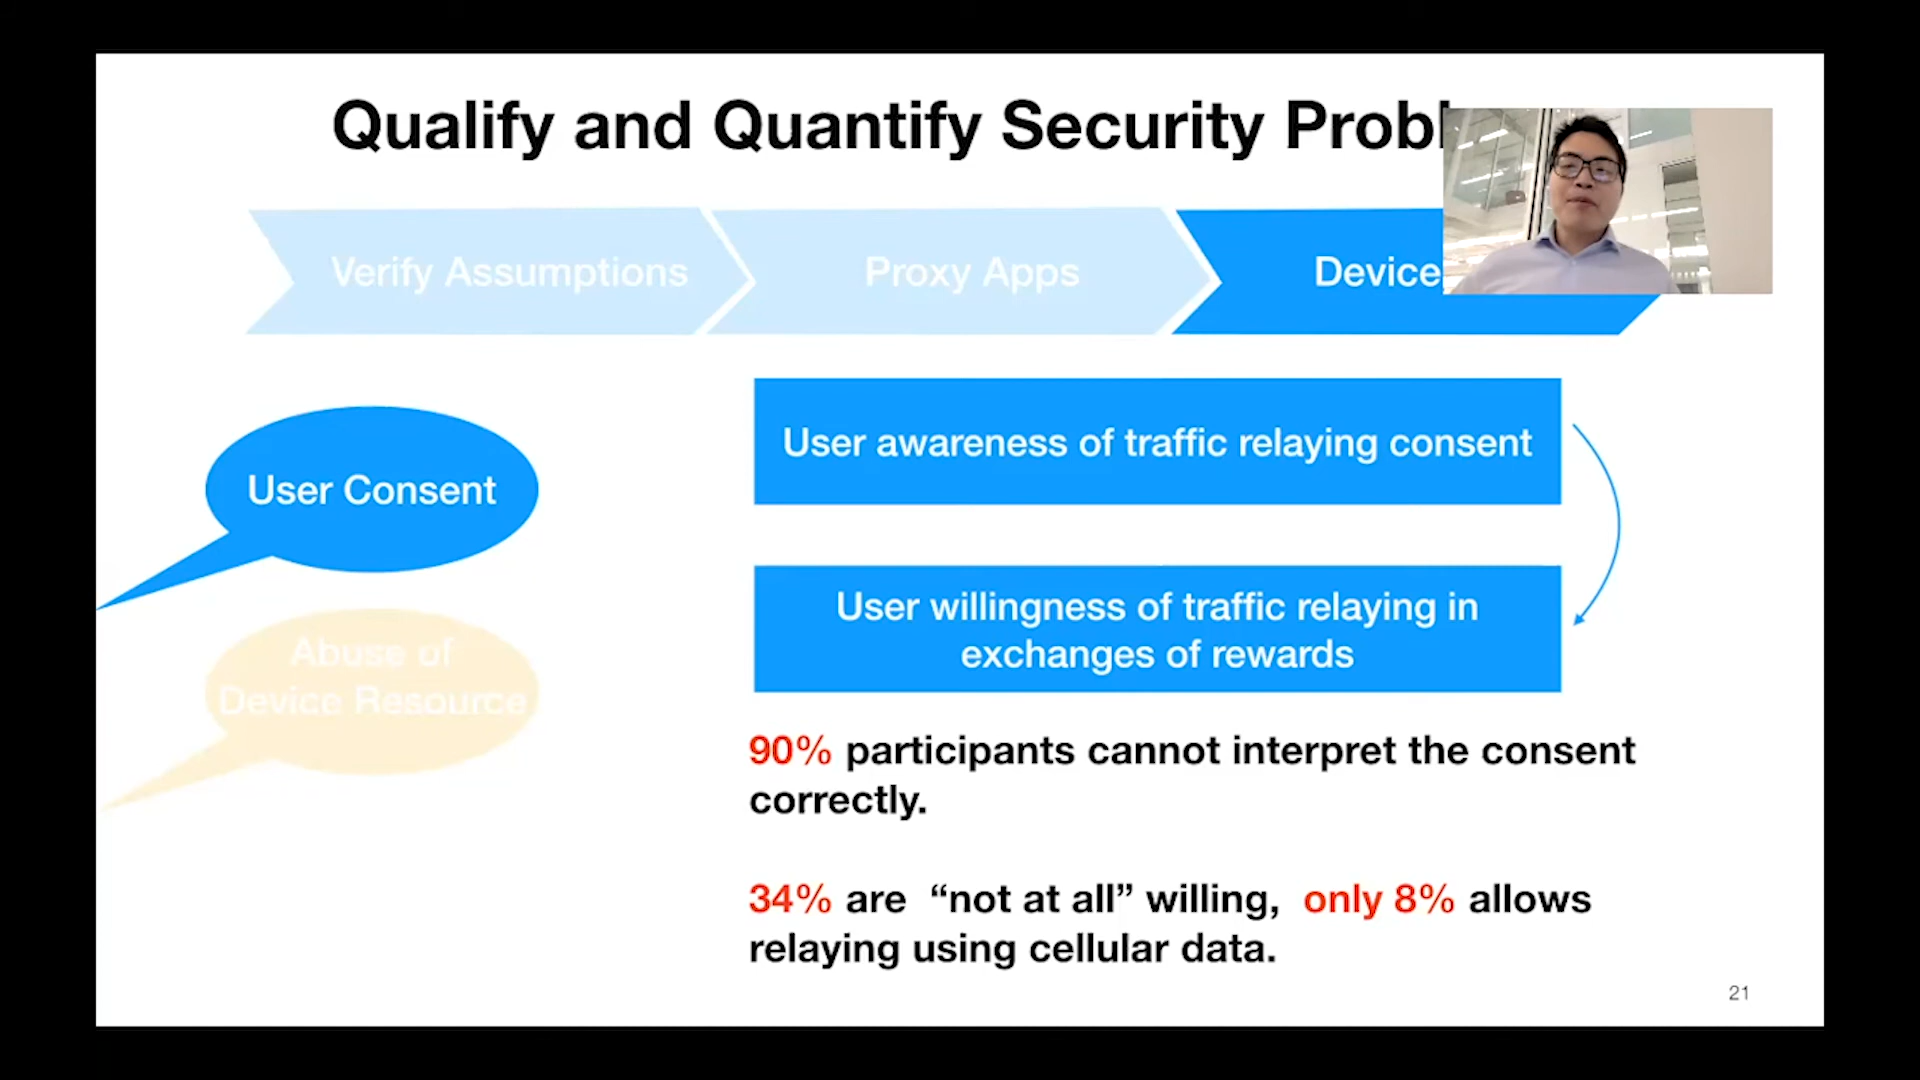 Qualify and Quantify Security
Verify Assumptions
Proxy Apps
Device
User Consent
Abuse of
Device Resource
User awareness of traffic relaying consent
User willingness of traffic relaying in
exchanges of rewards
90% participants cannot interpret the consent
correctly.
34% are “not at all” willing, only 8% allows
relaying using cellular data.
21